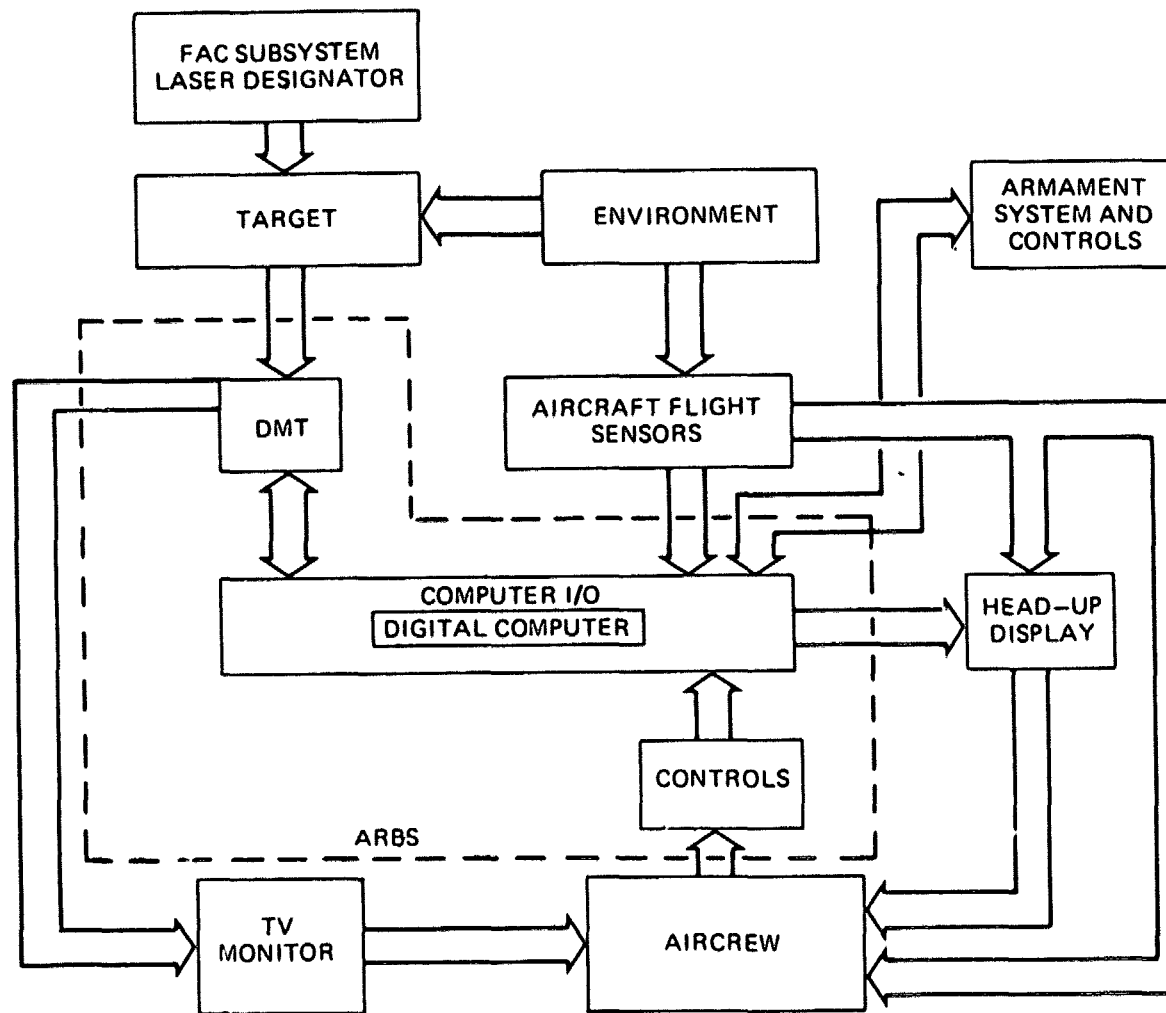 FAC SUBSYSTEM
LASER DESIGNATOR
TARGET
ENVIRONMENT
ARMAMENT
SYSTEM AND
CONTROLS
DMT
AIRCRAFT FLIGHT
SENSORS
COMPUTER I/O
DIGITAL COMPUTER
HEAD-UP
DISPLAY
CONTROLS
ARBS
TV
MONITOR
AIRCREW